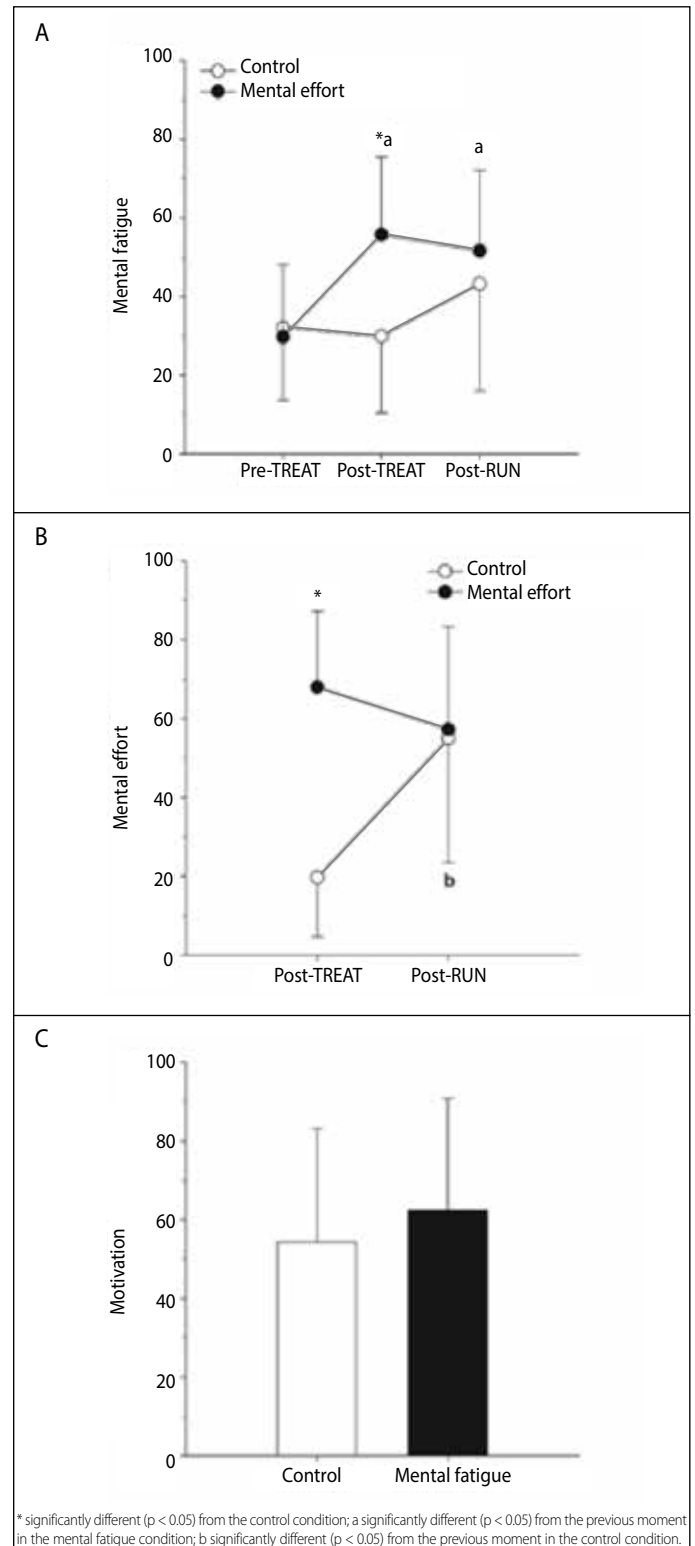 A
100
80
60
40
20
0
Mental fatigue
Control
Mental effort
*a
a
Pre-TREAT Post-TREAT Post-RUN
B
100
80
60
40
20
0
Mental effort
Control
Mental effort
*
b
Post-TREAT Post-RUN
C
100
80
60
40
20
0
Motivation
Control Mental fatigue
* significantly different (p < 0.05) from the control condition; a significantly different (p < 0.05) from the previous moment
in the mental fatigue condition; b significantly different (p < 0.05) from the previous moment in the control condition.